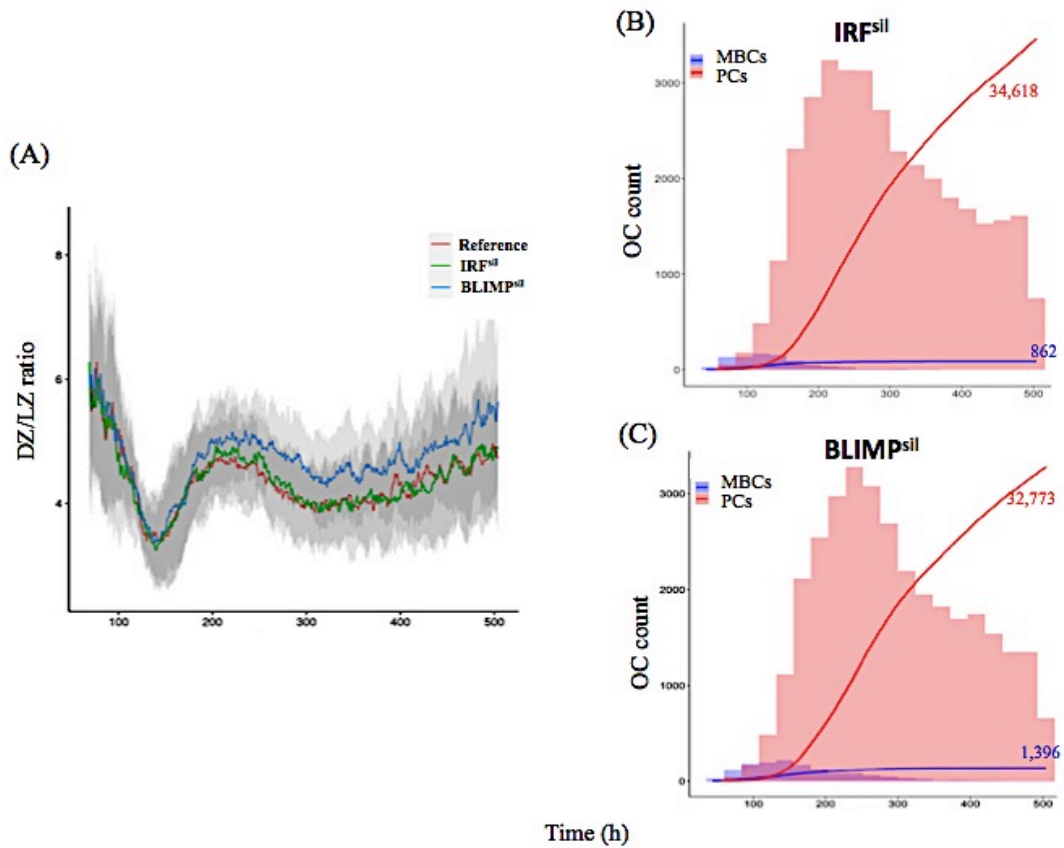 (A)
DZ/LZ ratio
8
6
4
100 200 300 400 500
Reference
IRFsil
BLIMPsil
(B)
IRFsil
MBCs
PCs
OC count
3000
2000
1000
0
34,618
862
100 200 300 400 500
(C)
BLIMPsil
MBCs
PCs
OC count
3000
2000
1000
0
32,773
1,396
100 200 300 400 500
Time (h)